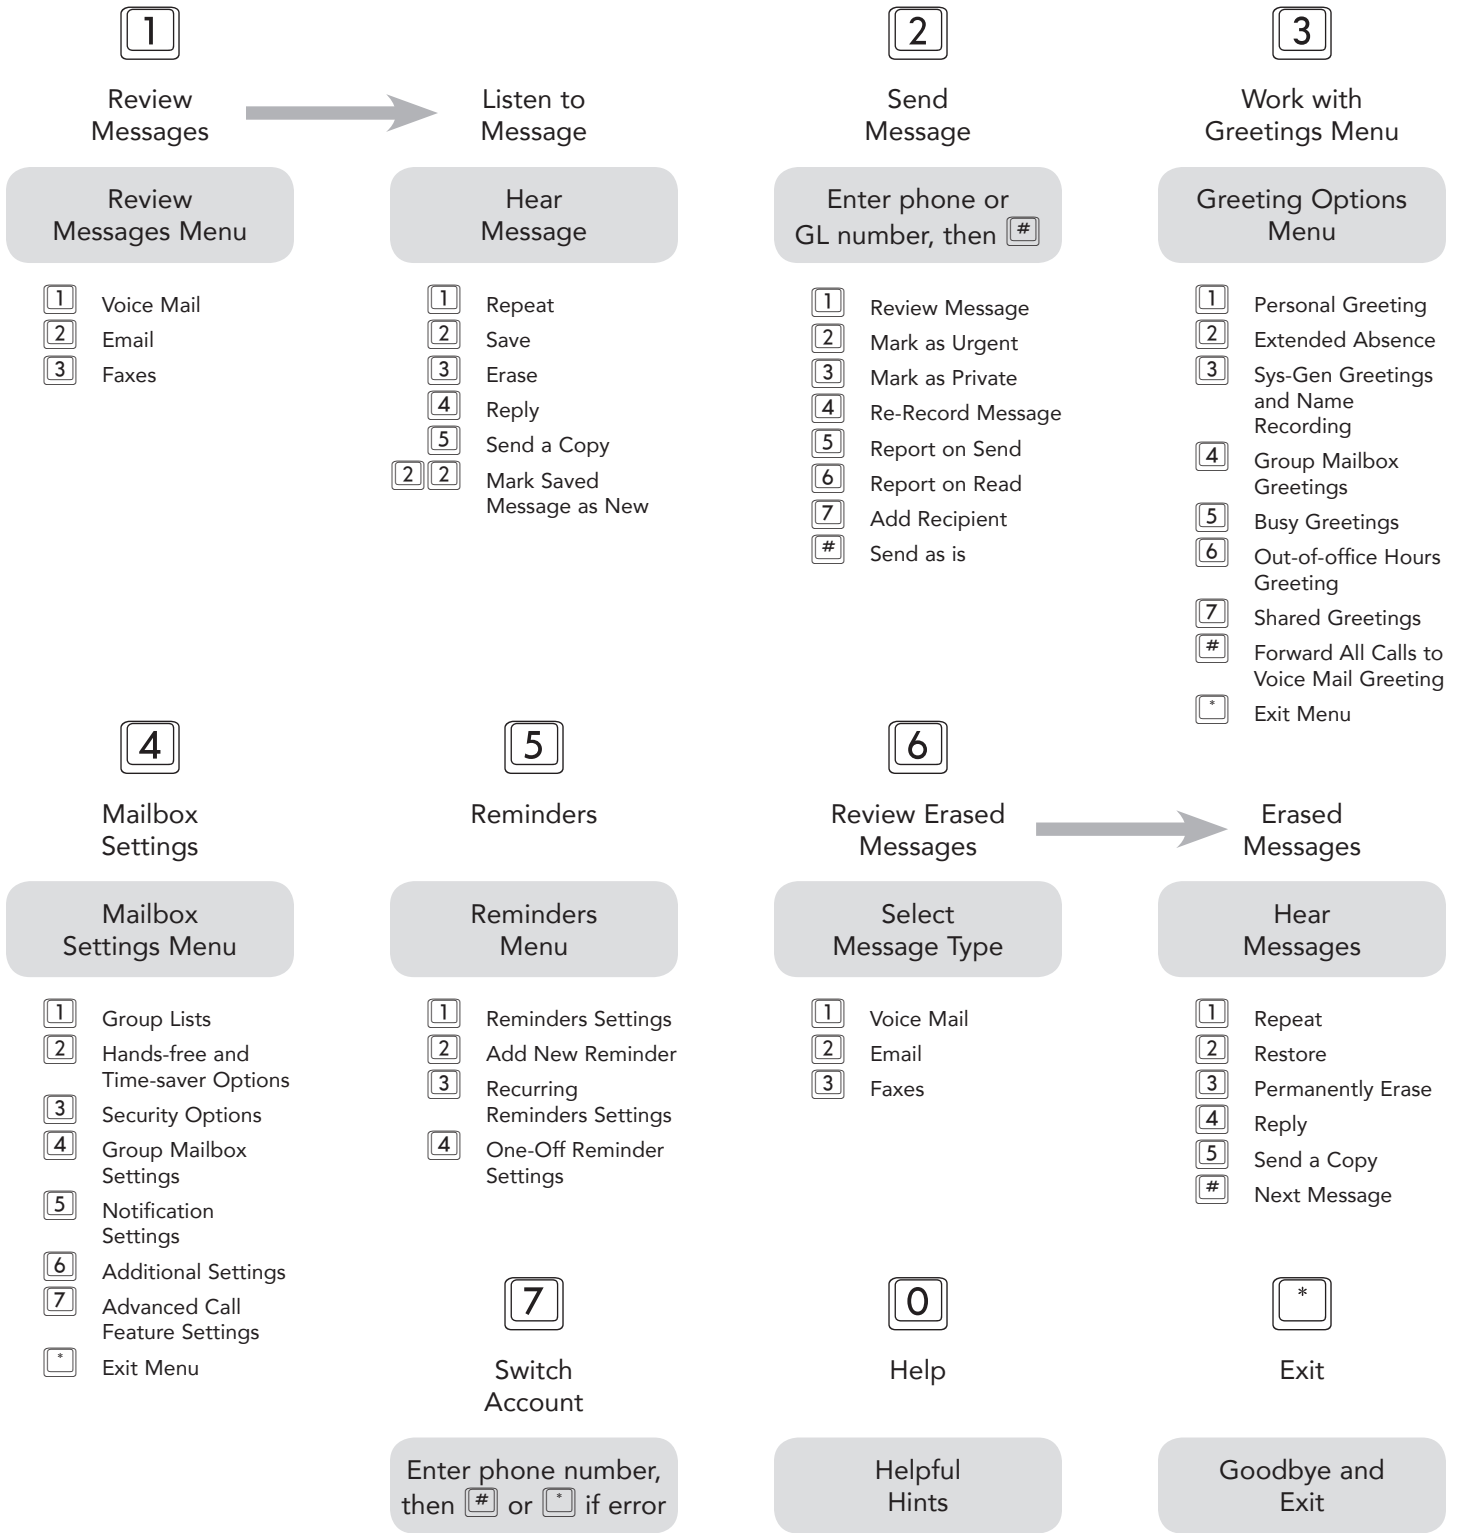 1
Review
Messages
Review
Messages Menu
1 Voice Mail
2 Email
3 Faxes
Listen to
Message
Hear
Message
1 Repeat
2 Save
3 Erase
4 Reply
5 Send a Copy
2 2 Mark Saved
Message as New
2
Send
Message
Enter phone or
GL number, then #
1 Review Message
2 Mark as Urgent
3 Mark as Private
4 Re-Record Message
5 Report on Send
6 Report on Read
7 Add Recipient
# Send as is
3
Work with
Greetings Menu
Greeting Options
Menu
1 Personal Greeting
2 Extended Absence
3 Sys-Gen Greetings
and Name
Recording
4 Group Mailbox
Greetings
5 Busy Greetings
6 Out-of-office Hours
Greeting
7 Shared Greetings
# Forward All Calls to
Voice Mail Greeting
* Exit Menu
4
Mailbox
Settings
Mailbox
Settings Menu
1 Group Lists
2 Hands-free and
Time-saver Options
3 Security Options
4 Group Mailbox
Settings
5 Notification
Settings
6 Additional Settings
7 Advanced Call
Feature Settings
* Exit Menu
5
Reminders
Reminders
Menu
1 Reminders Settings
2 Add New Reminder
3 Recurring
Reminders Settings
4 One-Off Reminder
Settings
6
Review Erased
Messages
Select
Message Type
1 Voice Mail
2 Email
3 Faxes
Erased
Messages
Hear
Messages
1 Repeat
2 Restore
3 Permanently Erase
4 Reply
5 Send a Copy
# Next Message
7
Switch
Account
Enter phone number,
then # or * if error
0
Help
Helpful
Hints
*
Exit
Goodbye and
Exit